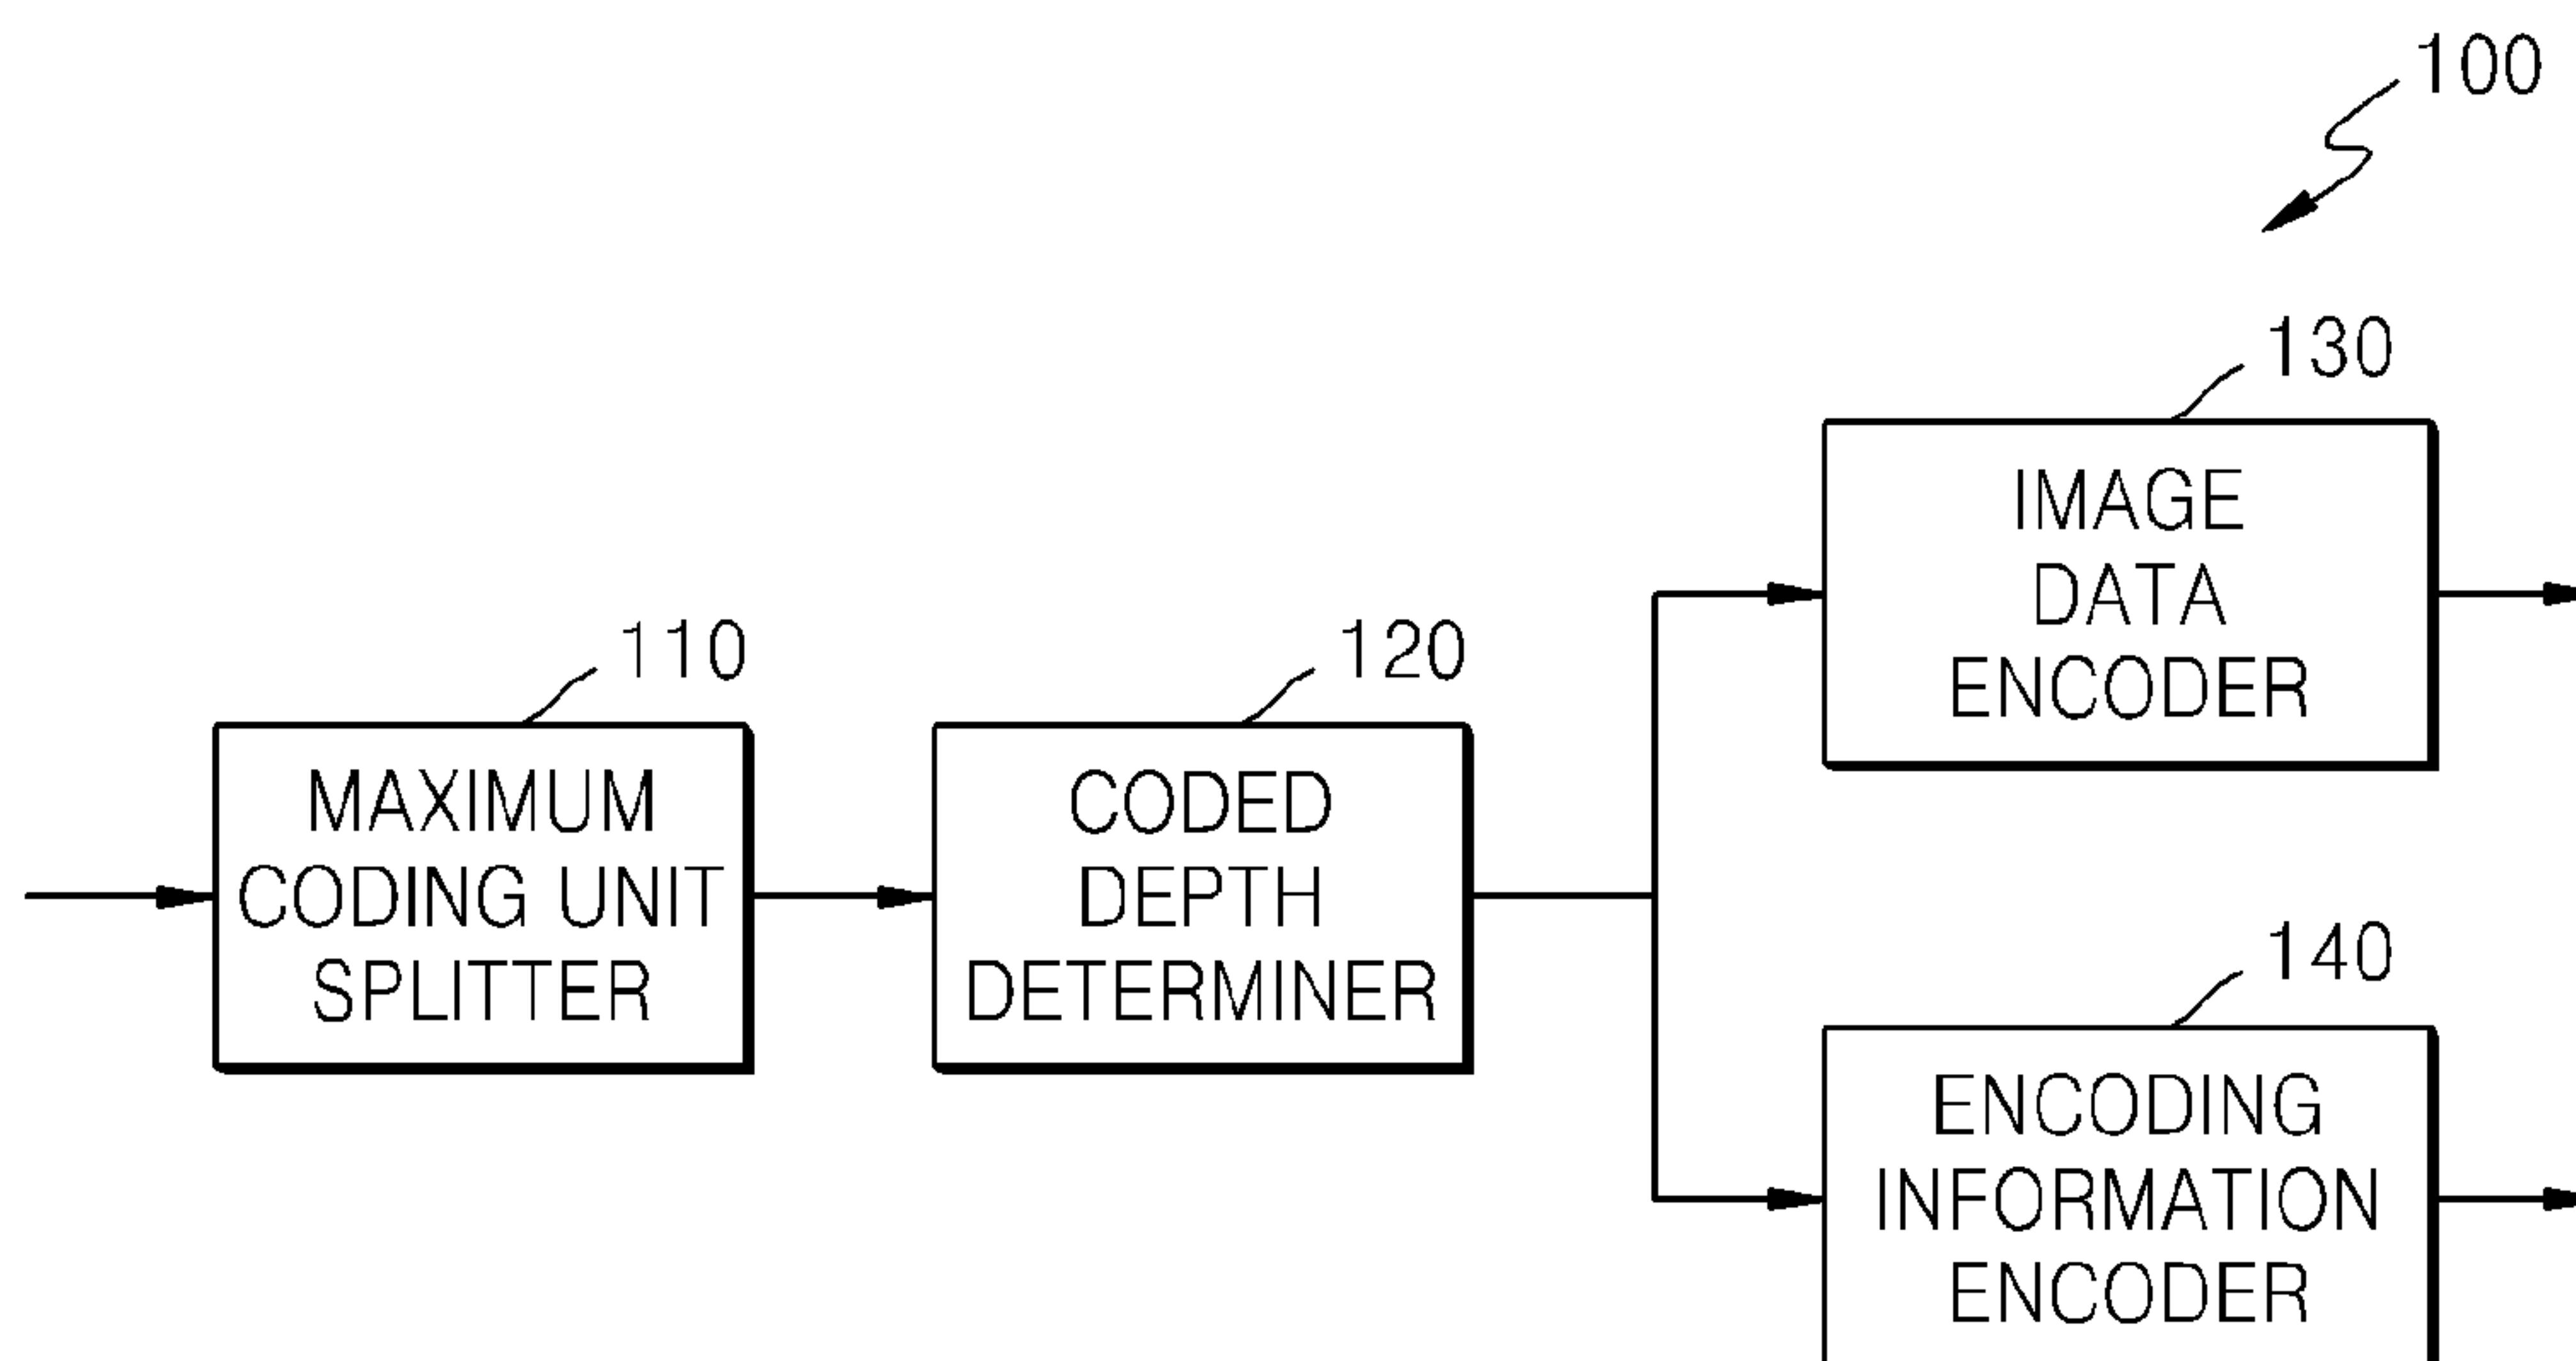 100
130
IMAGE
DATA
ENCODER
110
MAXIMUM
CODING UNIT
SPLITTER
120
CODED
DEPTH
DETERMINER
140
ENCODING
INFORMATION
ENCODER